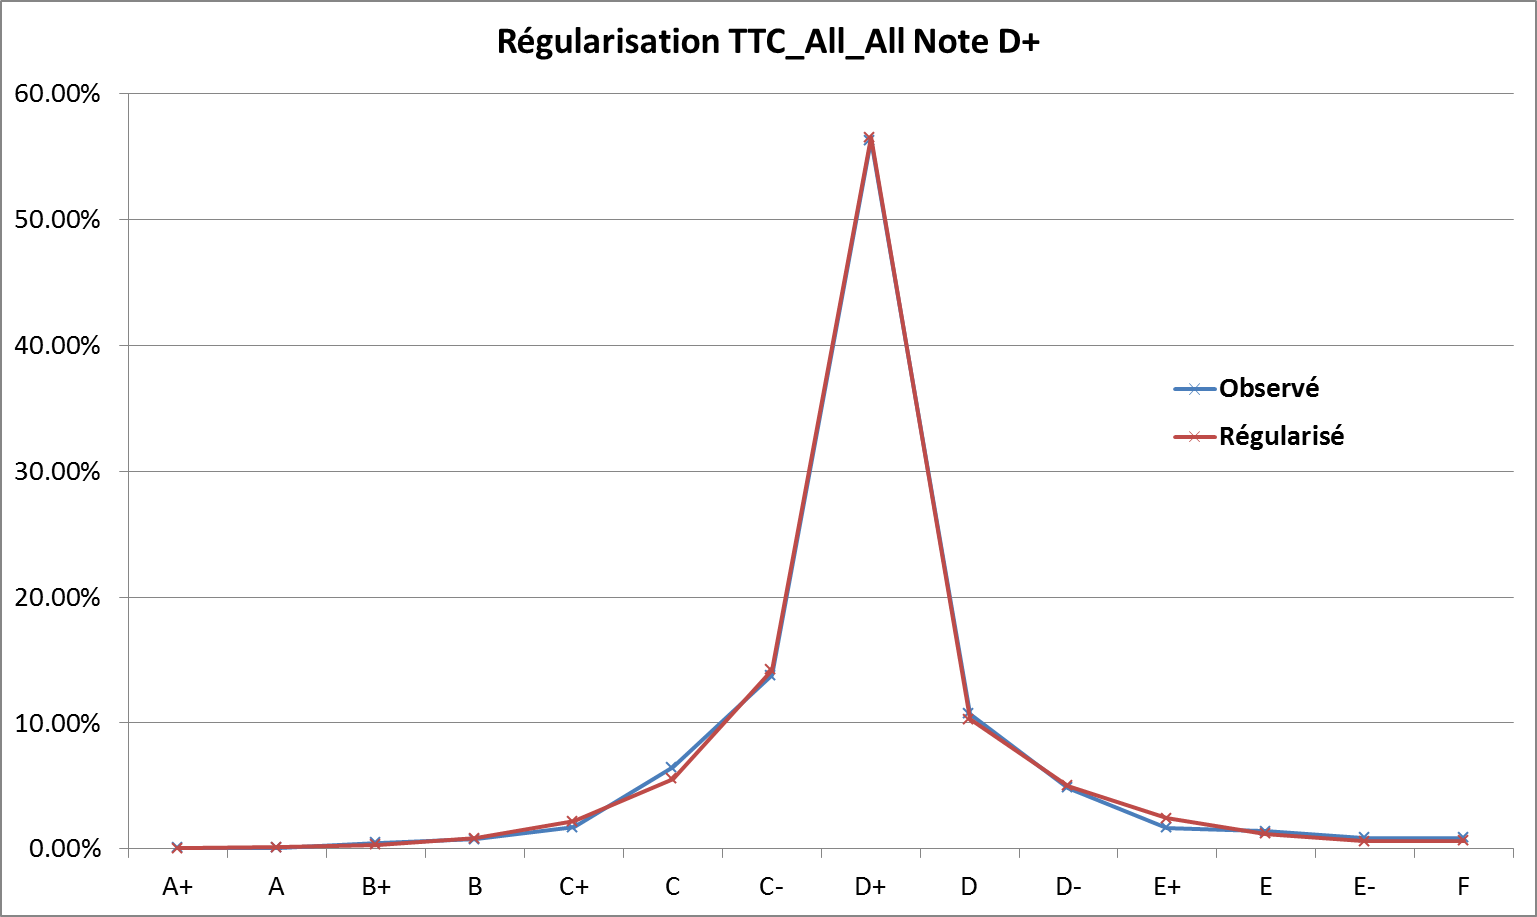 Régularisation TTC_All_All Note D+
60.00%
50.00%
40.00%
30.00%
20.00%
10.00%
0.00%
Observé
Régularisé
A+ A B+ B C+ C C- D+ D D- E+ E E- F